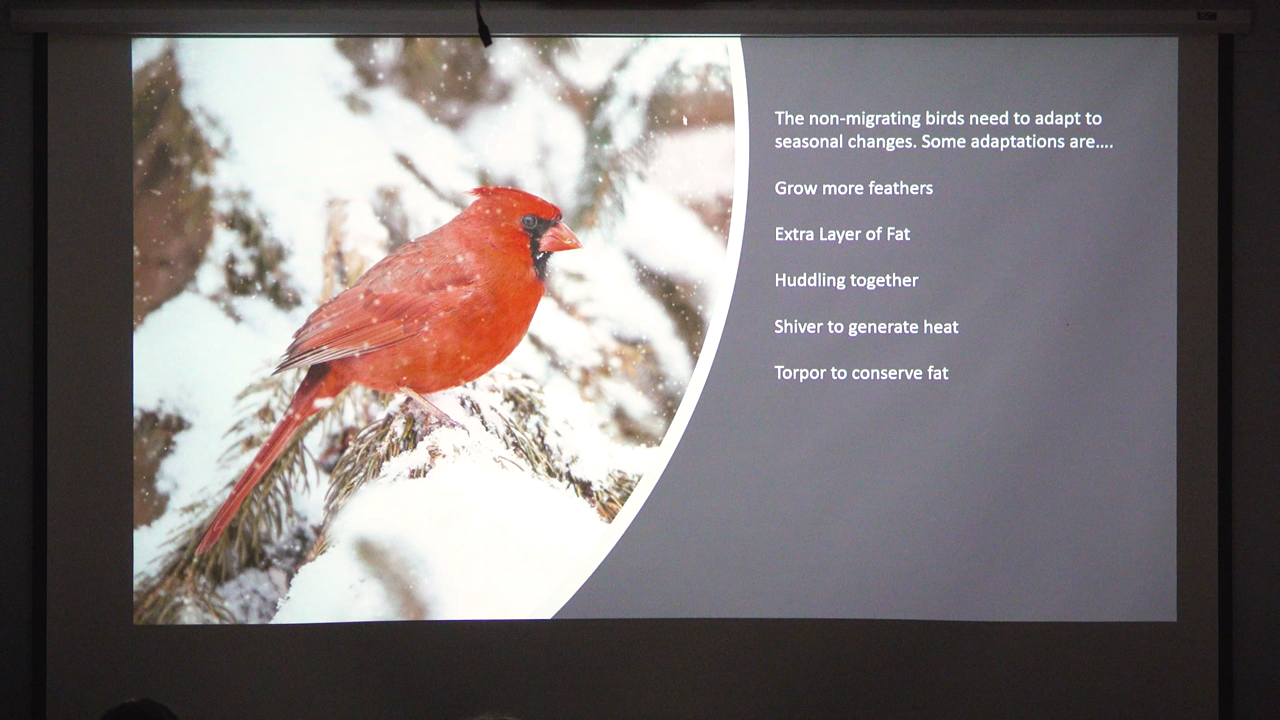 The non-migrating birds need to adapt to
seasonal changes. Some adaptations are....
Grow more feathers
Extra Layer of Fat
Huddling together
Shiver to generate heat
Torpor to conserve fat